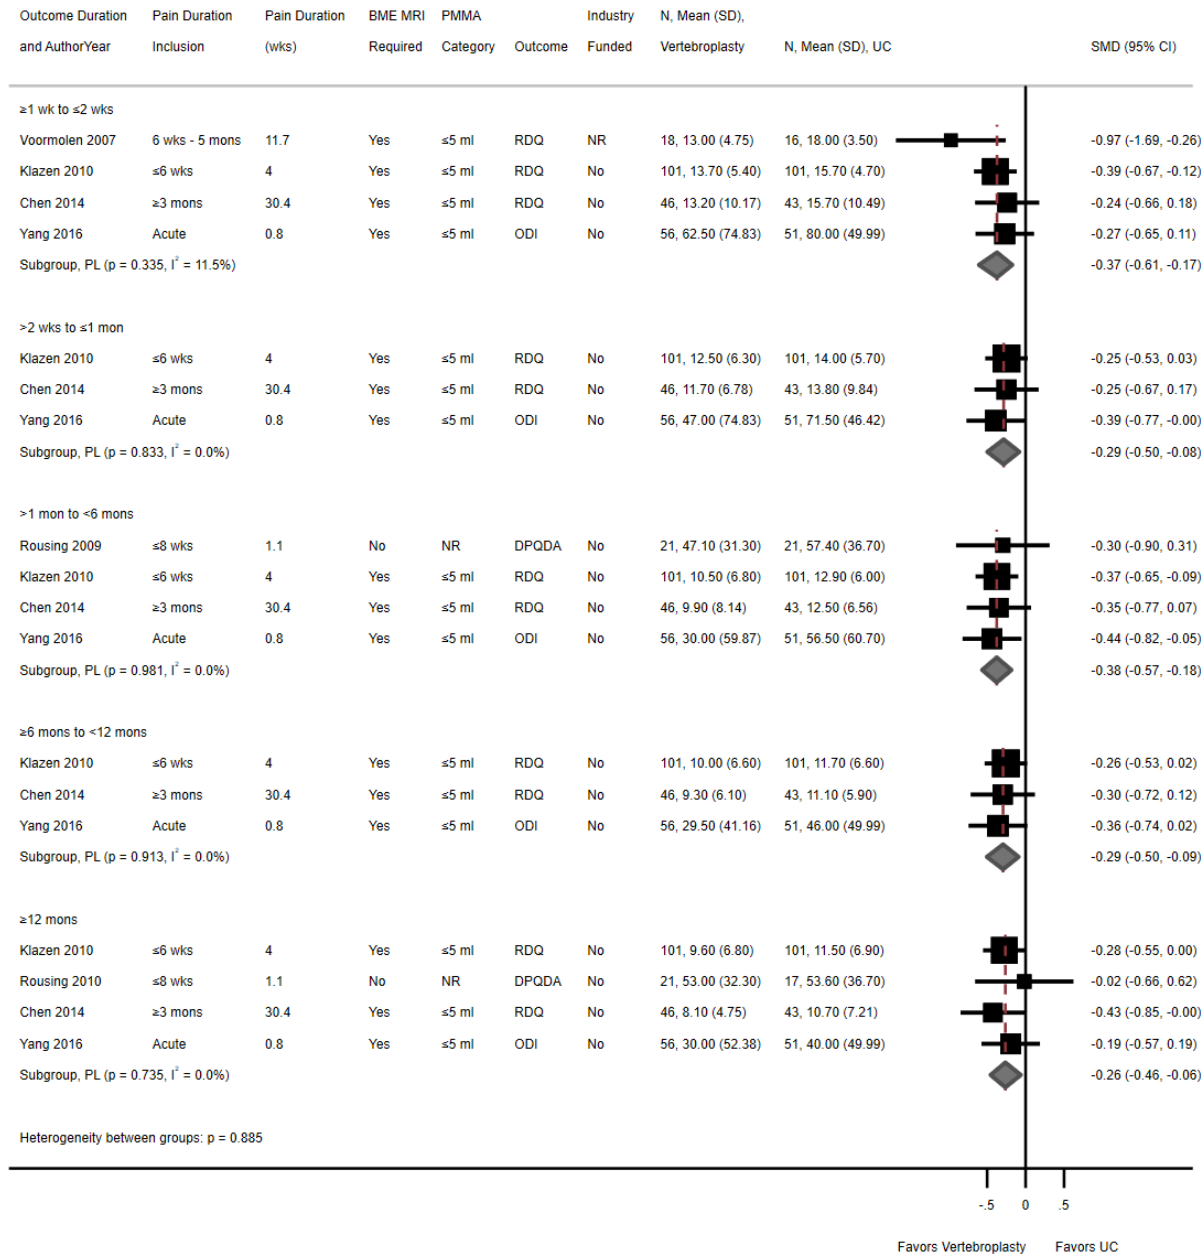 Outcome Duration and AuthorYear Pain Duration Inclusion Pain Duration (wks) BME MRI Required PMMA Category Outcome Industry Funded N, Mean (SD), Vertebroplasty N, Mean (SD), UC SMD (95% CI)
≥1 wk to ≤2 wks
Voormolen 2007 6 wks - 5 mons 11.7 Yes ≤5 ml RDQ NR 18, 13.00 (4.75) 16, 18.00 (3.50) -0.97 (-1.69, -0.26)
Klazen 2010 ≤6 wks 4 Yes ≤5 ml RDQ No 101, 13.70 (5.40) 101, 15.70 (4.70) -0.39 (-0.67, -0.12)
Chen 2014 ≥3 mons 30.4 Yes ≤5 ml RDQ No 46, 13.20 (10.17) 43, 15.70 (10.49) -0.24 (-0.66, 0.18)
Yang 2016 Acute 0.8 Yes ≤5 ml ODI No 56, 62.50 (74.83) 51, 80.00 (49.99) -0.27 (-0.65, 0.11)
Subgroup, PL (p = 0.335, I² = 11.5%) -0.37 (-0.61, -0.17)
>2 wks to ≤1 mon
Klazen 2010 ≤6 wks 4 Yes ≤5 ml RDQ No 101, 12.50 (6.30) 101, 14.00 (5.70) -0.25 (-0.53, 0.03)
Chen 2014 ≥3 mons 30.4 Yes ≤5 ml RDQ No 46, 11.70 (6.78) 43, 13.80 (9.84) -0.25 (-0.67, 0.17)
Yang 2016 Acute 0.8 Yes ≤5 ml ODI No 56, 47.00 (74.83) 51, 71.50 (46.42) -0.39 (-0.77, -0.00)
Subgroup, PL (p = 0.833, I² = 0.0%) -0.29 (-0.50, -0.08)
>1 mon to <6 mons
Rousing 2009 ≤8 wks 1.1 No NR DPQDA No 21, 47.10 (31.30) 21, 57.40 (36.70) -0.30 (-0.90, 0.31)
Klazen 2010 ≤6 wks 4 Yes ≤5 ml RDQ No 101, 10.50 (6.80) 101, 12.90 (6.00) -0.37 (-0.65, -0.09)
Chen 2014 ≥3 mons 30.4 Yes ≤5 ml RDQ No 46, 9.90 (8.14) 43, 12.50 (6.56) -0.35 (-0.77, 0.07)
Yang 2016 Acute 0.8 Yes ≤5 ml ODI No 56, 30.00 (59.87) 51, 56.50 (60.70) -0.44 (-0.82, -0.05)
Subgroup, PL (p = 0.981, I² = 0.0%) -0.38 (-0.57, -0.18)
≥6 mons to <12 mons
Klazen 2010 ≤6 wks 4 Yes ≤5 ml RDQ No 101, 10.00 (6.60) 101, 11.70 (6.60) -0.26 (-0.53, 0.02)
Chen 2014 ≥3 mons 30.4 Yes ≤5 ml RDQ No 46, 9.30 (6.10) 43, 11.10 (5.90) -0.30 (-0.72, 0.12)
Yang 2016 Acute 0.8 Yes ≤5 ml ODI No 56, 29.50 (41.16) 51, 46.00 (49.99) -0.36 (-0.74, 0.02)
Subgroup, PL (p = 0.913, I² = 0.0%) -0.29 (-0.50, -0.09)
≥12 mons
Klazen 2010 ≤6 wks 4 Yes ≤5 ml RDQ No 101, 9.60 (6.80) 101, 11.50 (6.90) -0.28 (-0.55, 0.00)
Rousing 2010 ≤8 wks 1.1 No NR DPQDA No 21, 53.00 (32.30) 17, 53.60 (36.70) -0.02 (-0.66, 0.62)
Chen 2014 ≥3 mons 30.4 Yes ≤5 ml RDQ No 46, 8.10 (4.75) 43, 10.70 (7.21) -0.43 (-0.85, -0.00)
Yang 2016 Acute 0.8 Yes ≤5 ml ODI No 56, 30.00 (52.38) 51, 40.00 (49.99) -0.19 (-0.57, 0.19)
Subgroup, PL (p = 0.735, I² = 0.0%) -0.26 (-0.46, -0.06)
Heterogeneity between groups: p = 0.885
-.5 0 .5
Favors Vertebroplasty Favors UC